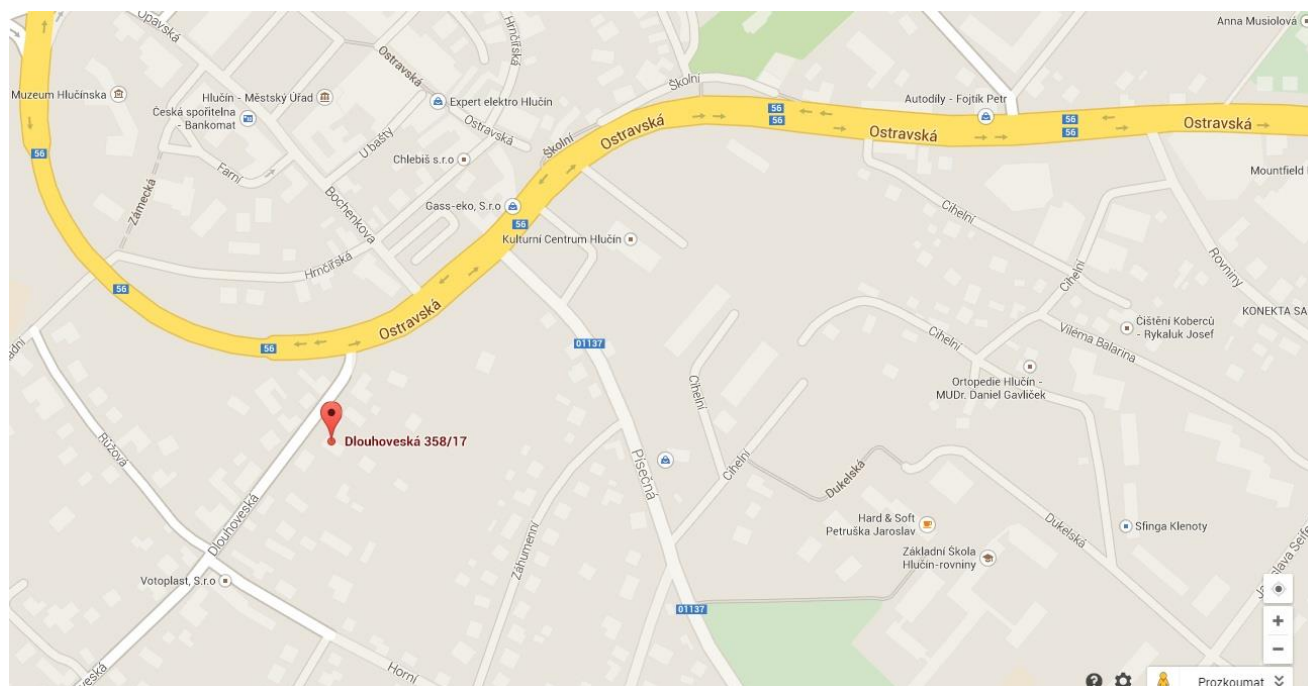 Anna Musiolová
Opavská
Ostravská
Hrnčířská
Školní
Muzeum Hlučínska
Hlučín - Městský Úřad
Expert elektro Hlučín
Autodíly - Fojtík Petr
Česká spořitelna
- Bankomat
56
56
56
56
Ostravská
Ostravská
Ostravská
Ostravská
U bašty
Školní
56
Chlebiš s.r.o
Farní
Mountfield
Zámecká
Bochenkova
Gass-eko, S.r.o
56
Cihelní
Kulturní Centrum Hlučín
Hrnčířská
Rovniny
Cihelní
56
KONEKTA SA
Ostravská
Čištění Koberců
- Rykaluk Josef
Viléma Balarina
56
01137
Cihelní
Ortopedie Hlučín -
MUDr. Daniel Gavlíček
Cihelní
Dlouhoveská 358/17
Růžová
Písečná
Cihelní
Dukelská
Dlouhoveská
Záhumenní
Hard & Soft
Petruška Jaroslav
Dukelská
Sfinga Klenoty
Základní Škola
Hlučín-rovniny
Votoplast, S.r.o
01137
Horní
Prozkoumat